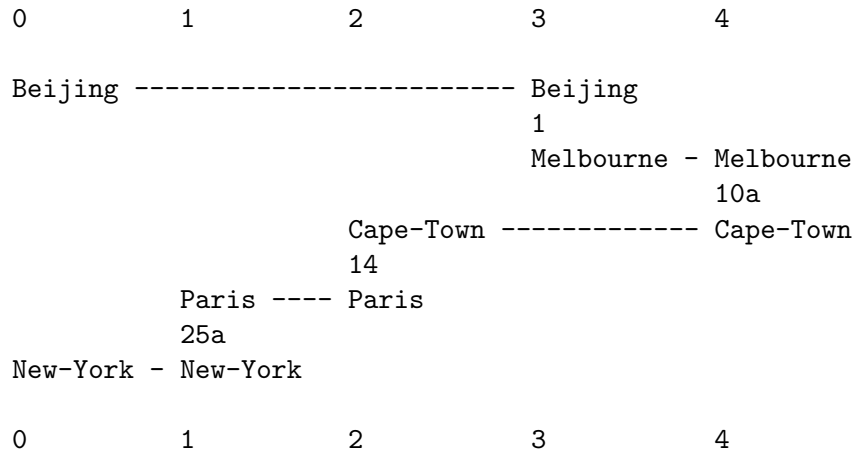 0 1 2 3 4
Beijing ------------------------- Beijing
1
Melbourne - Melbourne
10a
Cape-Town ------------- Cape-Town
14
Paris ---- Paris
25a
New-York - New-York
0 1 2 3 4